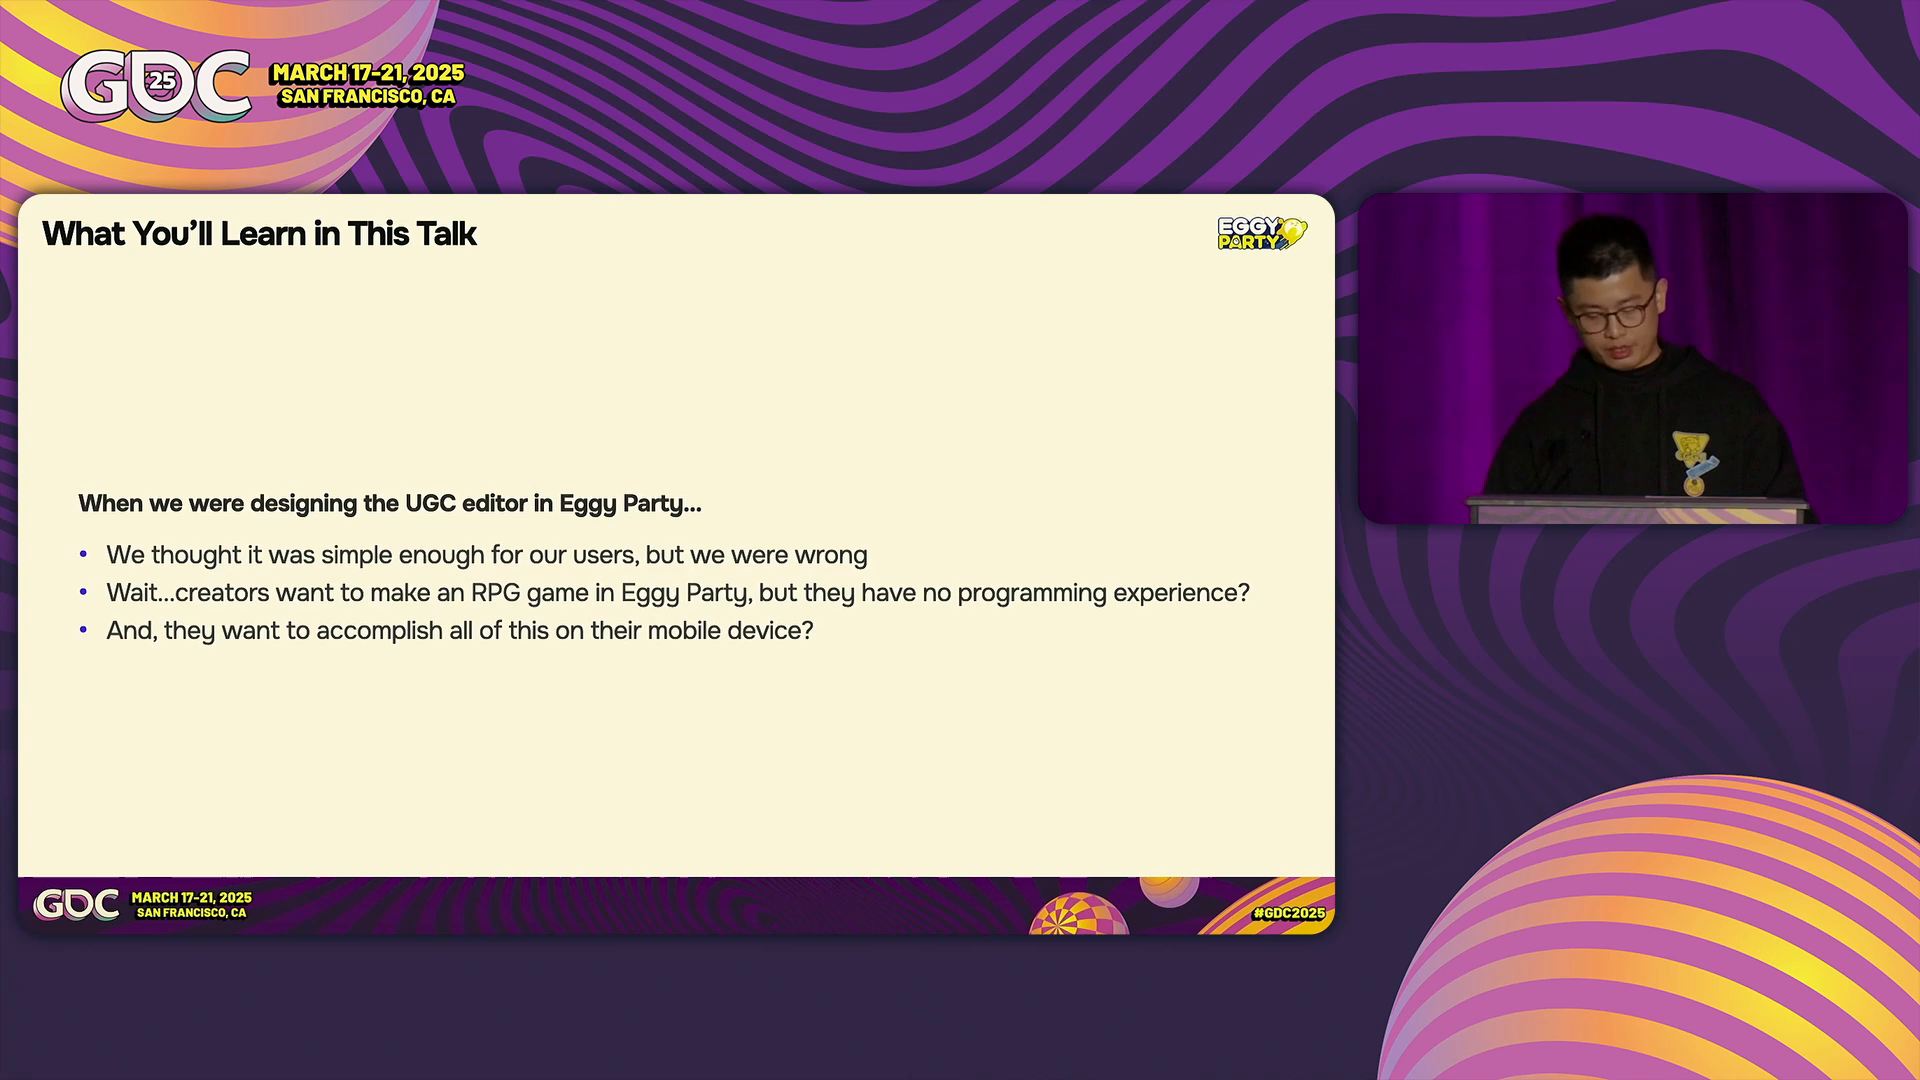 GDC 25
MARCH 17-21, 2025
SAN FRANCISCO, CA
What You'll Learn in This Talk
EGGY
PARTY
When we were designing the UGC editor in Eggy Party...
• We thought it was simple enough for our users, but we were wrong
• Wait...creators want to make an RPG game in Eggy Party, but they have no programming experience?
• And, they want to accomplish all of this on their mobile device?
GDC
MARCH 17-21, 2025
SAN FRANCISCO, CA
#GDC2025